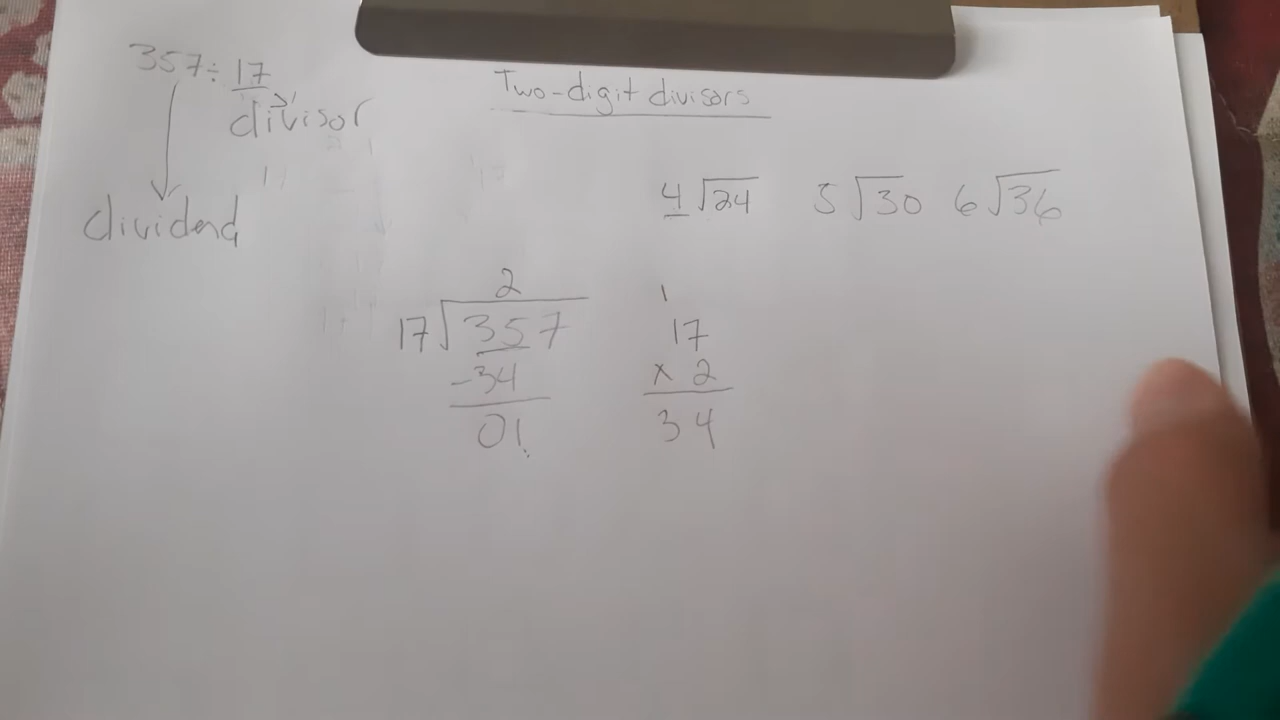 357÷17
divisor
dividend
Two-digit divisors
4√24 5√30 6√36
2
17√357
-34
01
1
17
x 2
34